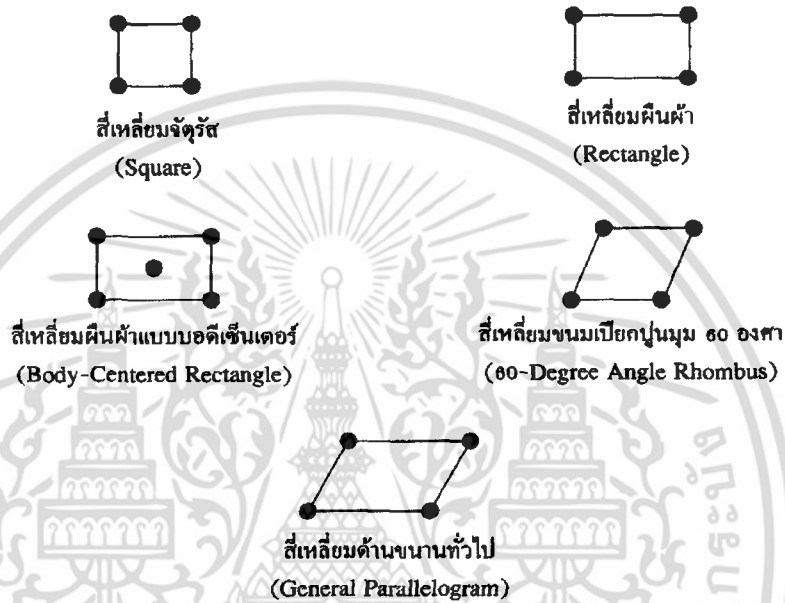 สี่เหลี่ยมจัตุรัส
(Square)
สี่เหลี่ยมผืนผ้า
(Rectangle)
สี่เหลี่ยมผืนผ้าแบบบอดีเซ็นเตอร์
(Body-Centered Rectangle)
สี่เหลี่ยมขนมเปียกปูนมุม 60 องศา
(60-Degree Angle Rhombus)
สี่เหลี่ยมด้านขนานทั่วไป
(General Parallelogram)